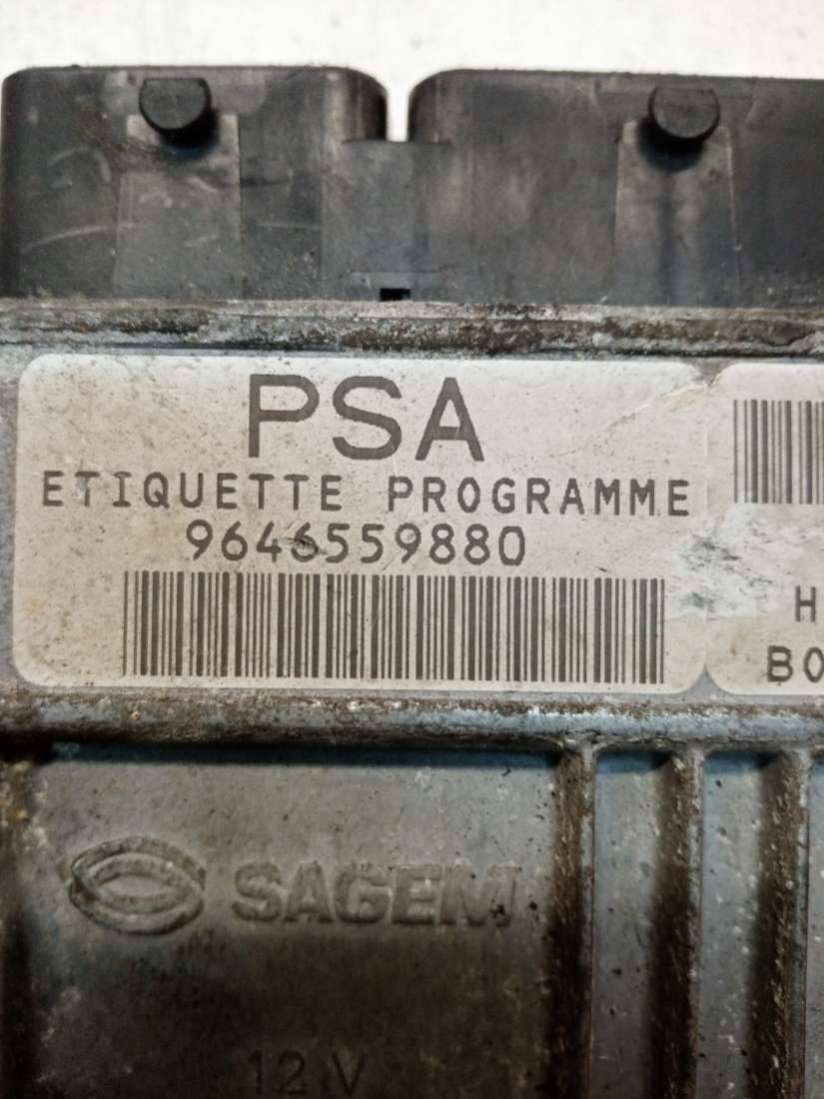 PSA
ETIQUETTE PROGRAMME
9646559880
H
BO
SAGEM
12 V